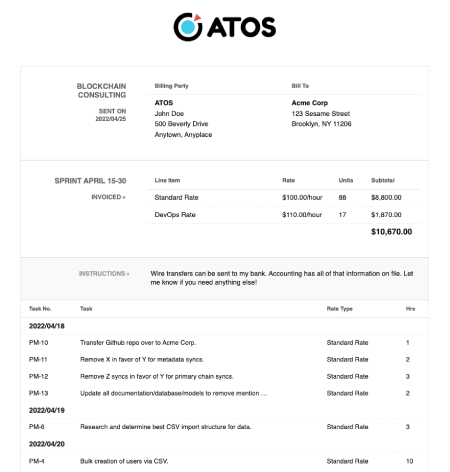 ATOS
BLOCKCHAIN
CONSULTING
SENT ON
2022/04/25
Billing Party
Bill To
ATOS
John Doe
500 Beverly Drive
Anytown, Anyplace
Acme Corp
123 Sesame Street
Brooklyn, NY 11206
SPRINT APRIL 15-30
INVOICED »
Line Item Rate Units Subtotal
Standard Rate $100.00/hour 88 $8,800.00
DevOps Rate $110.00/hour 17 $1,870.00
$10,670.00
INSTRUCTIONS »
Wire transfers can be sent to my bank. Accounting has all of that information on file. Let
me know if you need anything else!
Task No. Task Rate Type Hrs
2022/04/18
PM-10 Transfer Github repo over to Acme Corp. Standard Rate 1
PM-11 Remove X in favor of Y for metadata syncs. Standard Rate 2
PM-12 Remove Z syncs in favor of Y for primary chain syncs. Standard Rate 3
PM-13 Update all documentation/database/models to remove mention ... Standard Rate 2
2022/04/19
PM-6 Research and determine best CSV import structure for data. Standard Rate 3
2022/04/20
PM-4 Bulk creation of users via CSV. Standard Rate 10